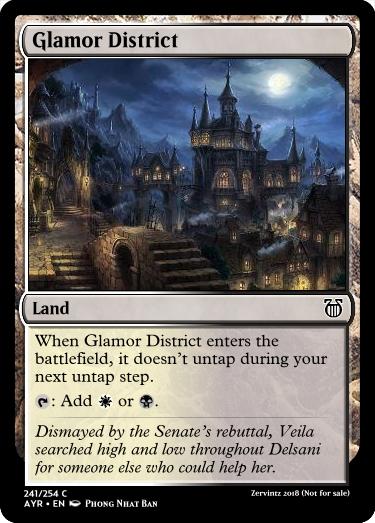 Glamor District
Land
When Glamor District enters the
battlefield, it doesn't untap during your
next untap step.
: Add or .
Dismayed by the Senate's rebuttal, Veila
searched high and low throughout Delsani
for someone else who could help her.
241/254 C
AYR • EN PHONG NHAT BAN
Zervintz 2018 (Not for sale)